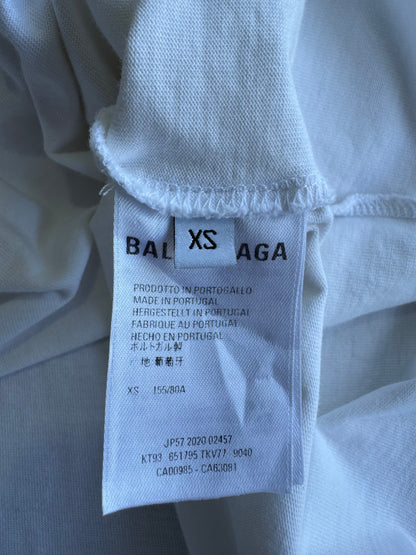 XS
BAL AGA
PRODOTTO IN PORTOGALLO
MADE IN PORTUGAL
HERGESTELLT IN PORTUGAL
FABRIQUE AU PORTUGAL
HECHO EN PORTUGAL
ポルトガル製
产地:葡萄牙
XS 155/80A
JP57 2020 02457
KT93 651795 TKV77 9040
CA00985 - CA63081